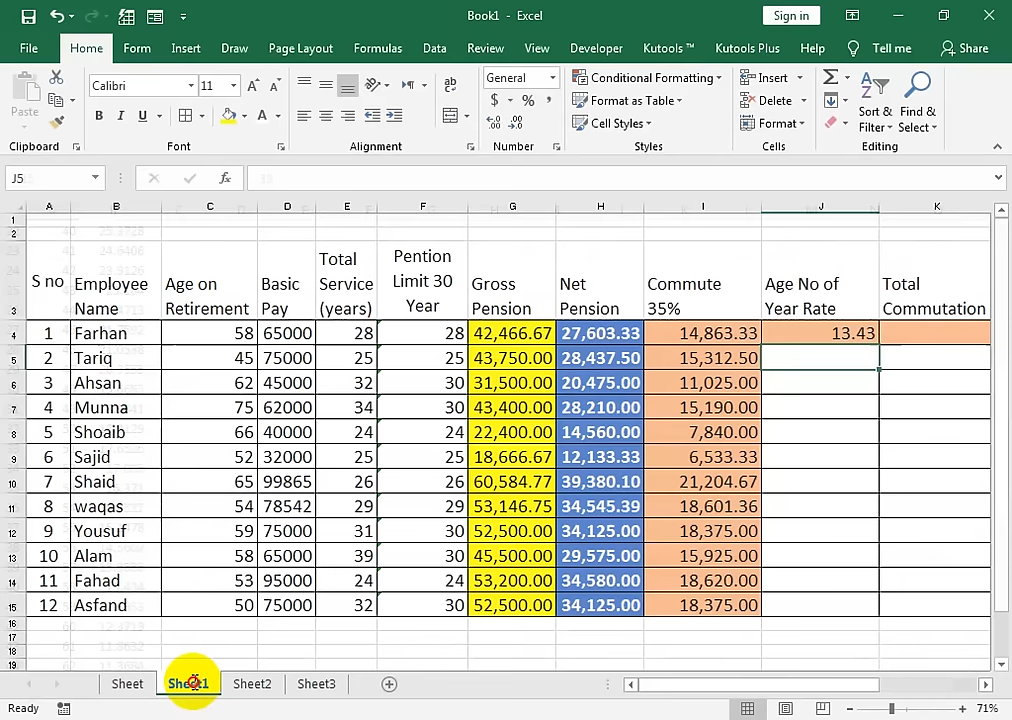 Book1 - Excel
Sign in
File Home Form Insert Draw Page Layout Formulas Data Review View Developer Kutools ™ Kutools Plus Help Tell me Share
Paste
Calibri 11
General
Conditional Formatting
Format as Table
Cell Styles
Insert
Delete
Format
Sort & Filter
Find & Select
Clipboard Font Alignment Number Styles Cells Editing
J5
A B C D E F G H I J K
S no Employee Name Age on Retirement Basic Pay Total Service (years) Pention Limit 30 Year Gross Pension Net Pension Commute 35% Age No of Year Rate Total Commutation
1 Farhan 58 65000 28 28 42,466.67 27,603.33 14,863.33 13.43
2 Tariq 45 75000 25 25 43,750.00 28,437.50 15,312.50
3 Ahsan 62 45000 32 30 31,500.00 20,475.00 11,025.00
4 Munna 75 62000 34 30 43,400.00 28,210.00 15,190.00
5 Shoaib 66 40000 24 24 22,400.00 14,560.00 7,840.00
6 Sajid 52 32000 25 25 18,666.67 12,133.33 6,533.33
7 Shaid 65 99865 26 26 60,584.77 39,380.10 21,204.67
8 waqas 54 78542 29 29 53,146.75 34,545.39 18,601.36
9 Yousuf 59 75000 31 30 52,500.00 34,125.00 18,375.00
10 Alam 58 65000 39 30 45,500.00 29,575.00 15,925.00
11 Fahad 53 95000 24 24 53,200.00 34,580.00 18,620.00
12 Asfand 50 75000 32 30 52,500.00 34,125.00 18,375.00
Sheet Sheet1 Sheet2 Sheet3
Ready
71%